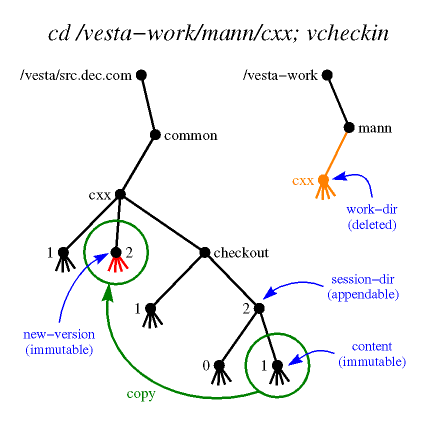 cd /vesta-work/mann/cxx; vcheckin
/vesta/src.dec.com
/vesta-work
common
mann
cxx
cxx
work-dir
(deleted)
1
2
checkout
session-dir
(appendable)
1
2
new-version
(immutable)
content
(immutable)
0
1
copy